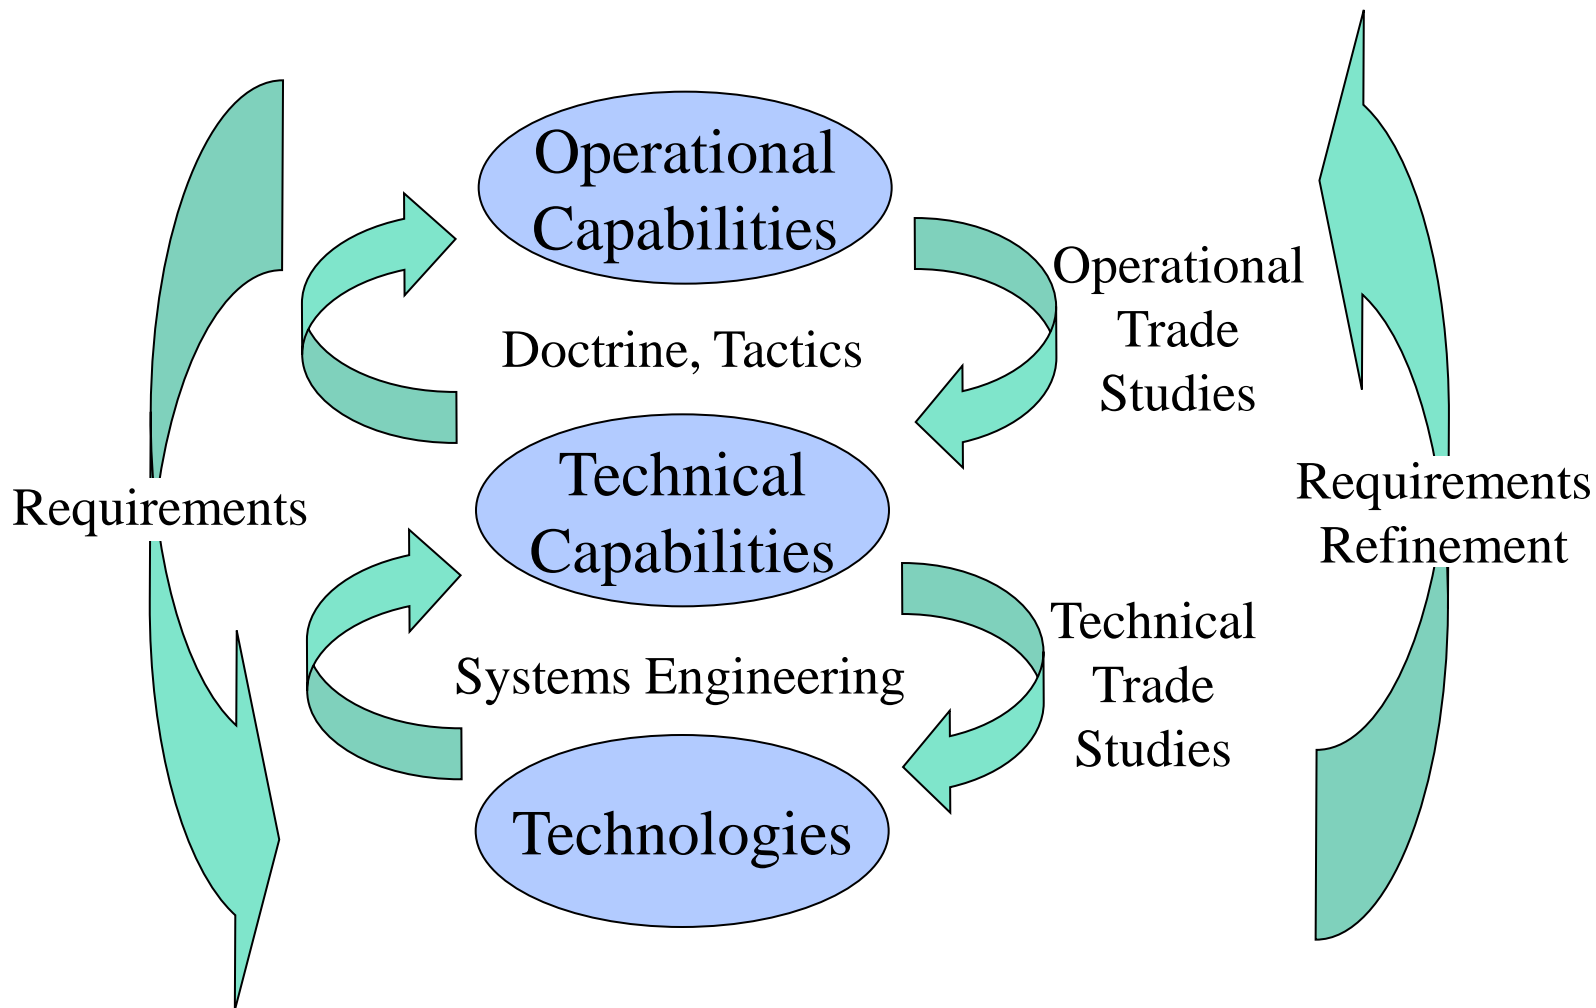 Operational
Capabilities
Doctrine, Tactics
Operational
Trade
Studies
Technical
Capabilities
Requirements
Requirements
Refinement
Systems Engineering
Technical
Trade
Studies
Technologies